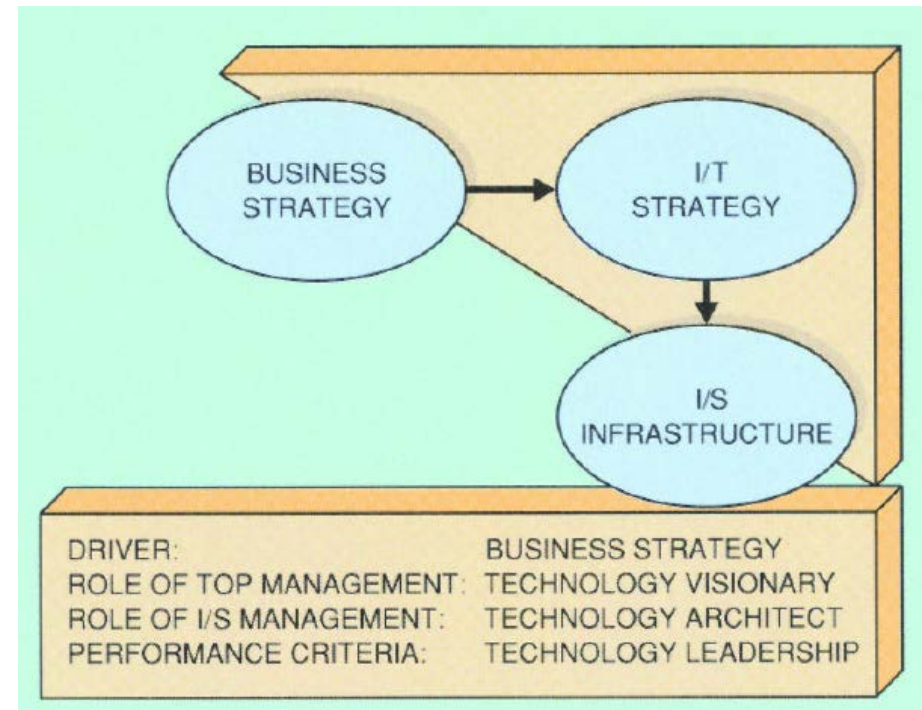 BUSINESS
STRATEGY
I/T
STRATEGY
I/S
INFRASTRUCTURE
DRIVER: BUSINESS STRATEGY
ROLE OF TOP MANAGEMENT: TECHNOLOGY VISIONARY
ROLE OF I/S MANAGEMENT: TECHNOLOGY ARCHITECT
PERFORMANCE CRITERIA: TECHNOLOGY LEADERSHIP